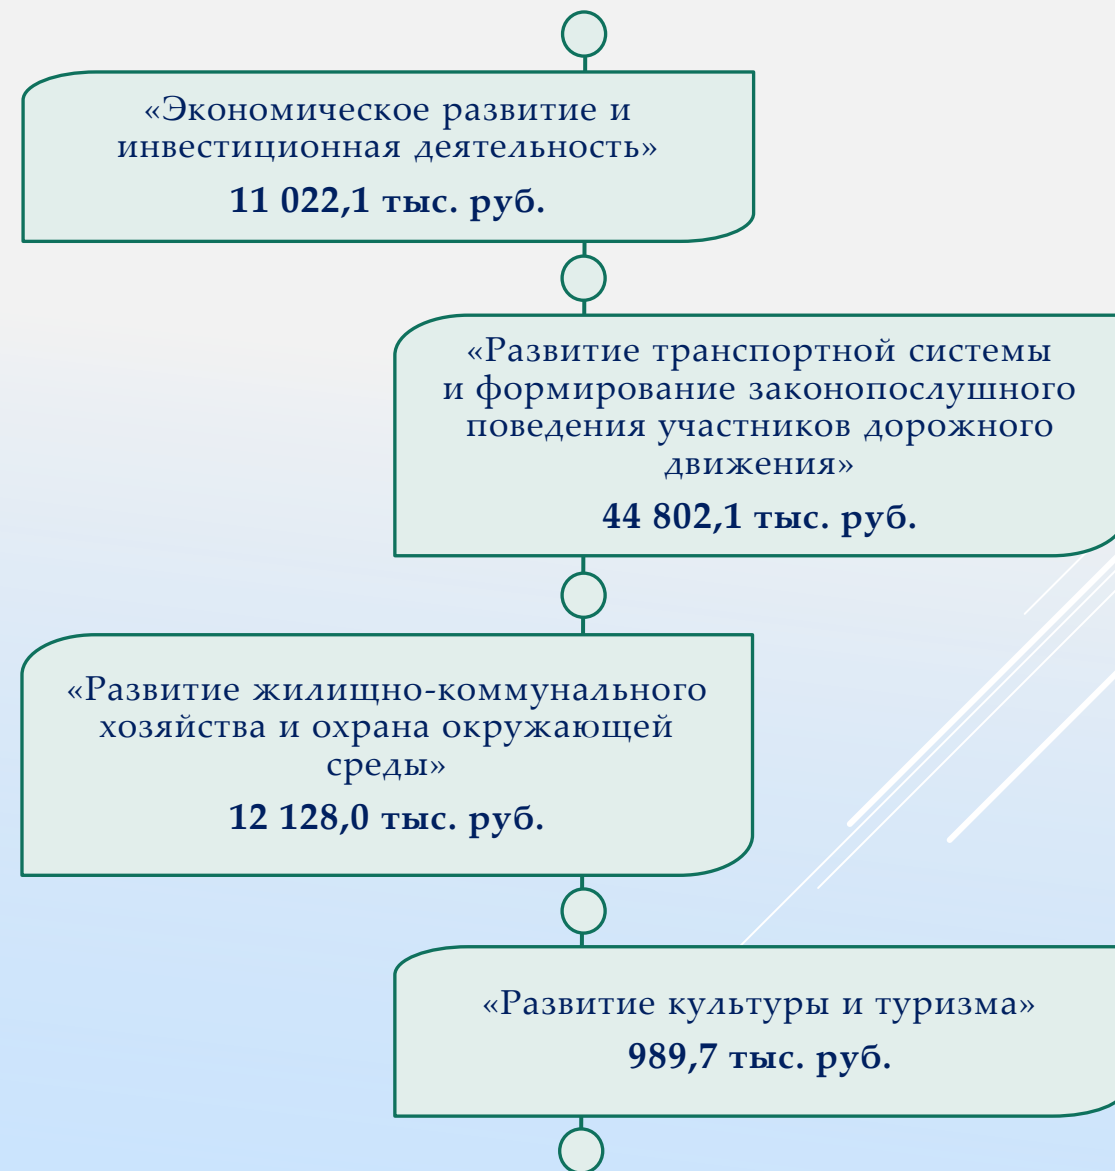 «Экономическое развитие и
инвестиционная деятельность»
11 022,1 тыс. руб.
«Развитие транспортной системы
и формирование законопослушного
поведения участников дорожного
движения»
44 802,1 тыс. руб.
«Развитие жилищно-коммунального
хозяйства и охрана окружающей
среды»
12 128,0 тыс. руб.
«Развитие культуры и туризма»
989,7 тыс. руб.